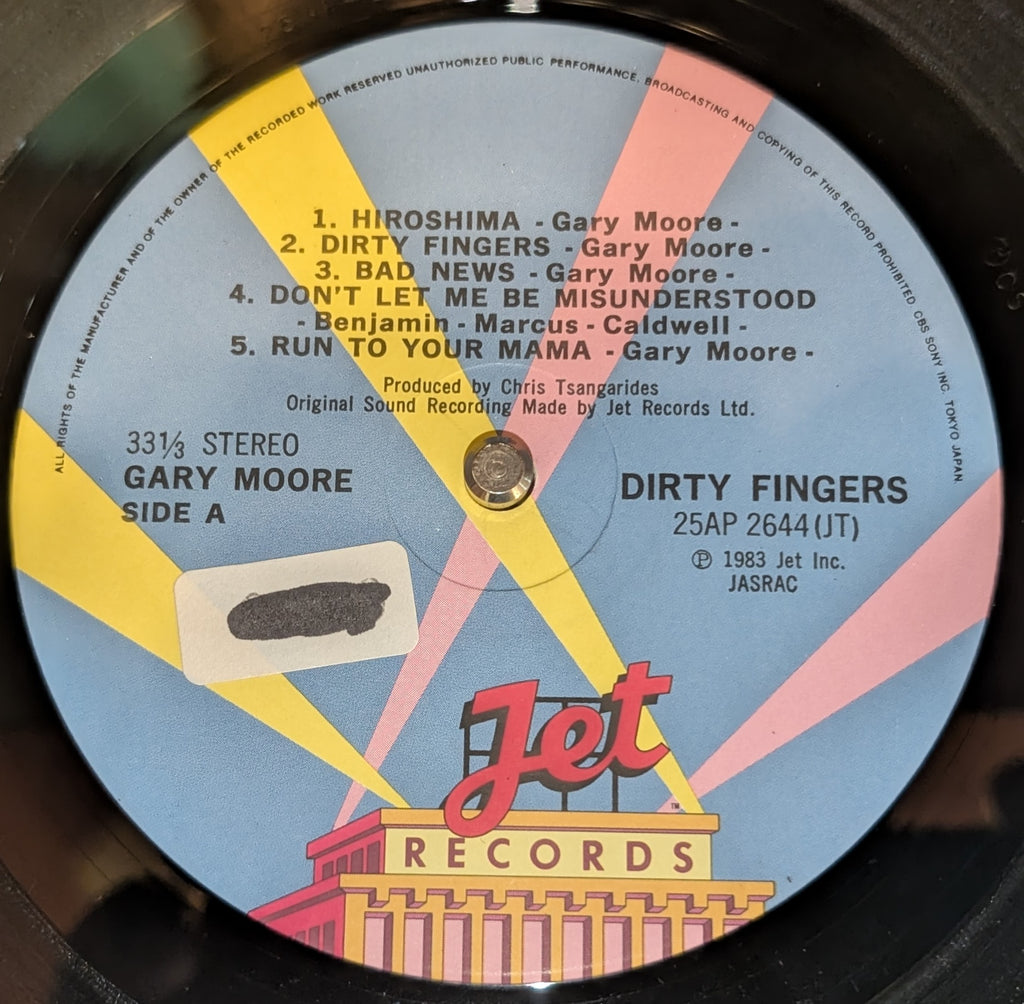 ALL RIGHTS OF THE MANUFACTURER AND OF THE OWNER OF THE RECORDED WORK RESERVED UNAUTHORIZED PUBLIC PERFORMANCE, BROADCASTING AND COPYING OF THIS RECORD PROHIBITED. CBS SONY INC. TOKYO JAPAN
1. HIROSHIMA - Gary Moore -
2. DIRTY FINGERS - Gary Moore -
3. BAD NEWS - Gary Moore -
4. DON'T LET ME BE MISUNDERSTOOD
- Benjamin - Marcus - Caldwell -
5. RUN TO YOUR MAMA - Gary Moore -
Produced by Chris Tsangarides
Original Sound Recording Made by Jet Records Ltd.
33⅓ STEREO
GARY MOORE
SIDE A
DIRTY FINGERS
25AP 2644(JT)
℗ 1983 Jet Inc.
JASRAC
Jet
TM
RECORDS